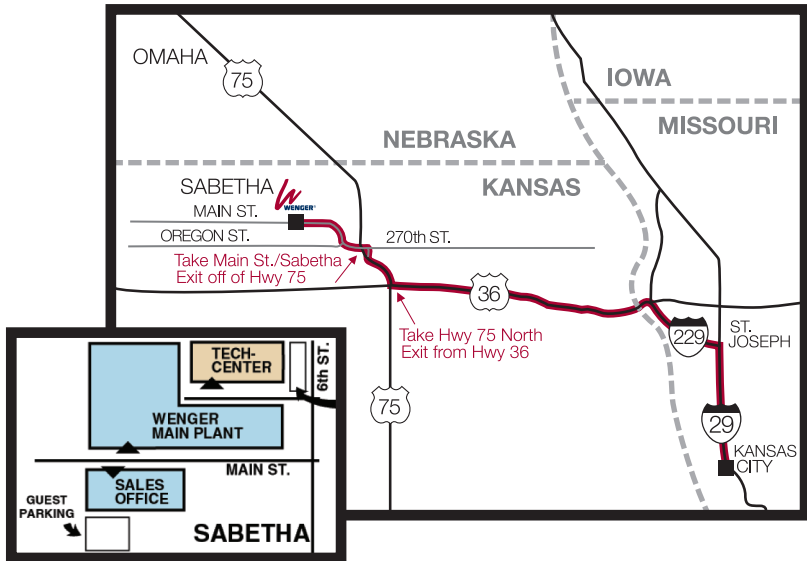 OMAHA
75
IOWA
MISSOURI
NEBRASKA
KANSAS
SABETHA
W
WENGER®
MAIN ST.
OREGON ST.
270th ST.
Take Main St./Sabetha
Exit off of Hwy 75
36
Take Hwy 75 North
Exit from Hwy 36
229
ST.
JOSEPH
75
29
KANSAS
CITY
TECH-
CENTER
6th ST.
WENGER
MAIN PLANT
MAIN ST.
SALES
OFFICE
GUEST
PARKING
SABETHA